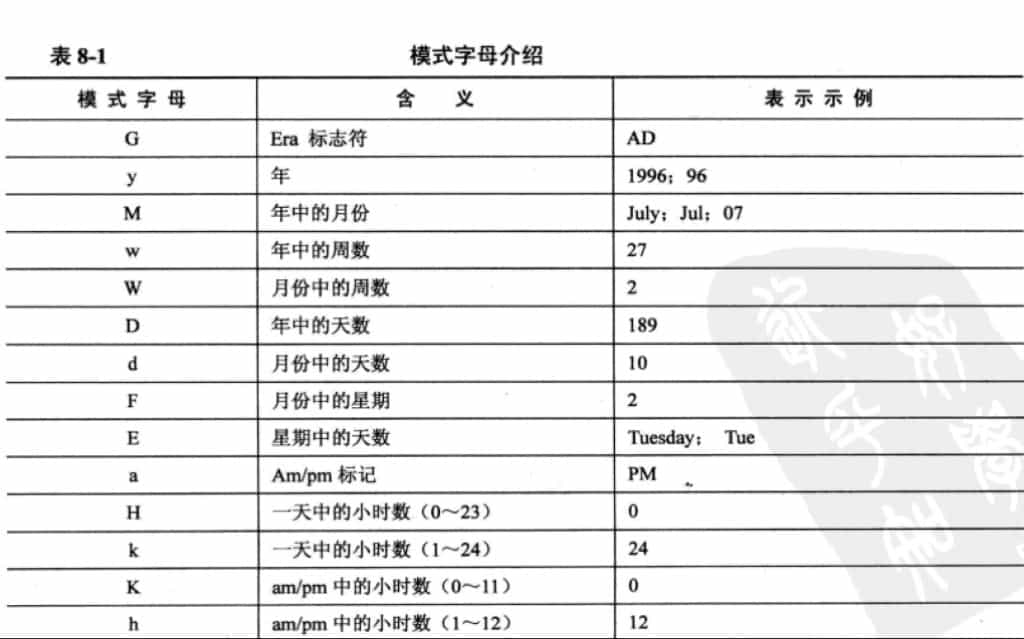 表 8-1 模式字母介绍
模 式 字 母 含 义 表 示 示 例
G Era 标志符 AD
y 年 1996；96
M 年中的月份 July；Jul；07
w 年中的周数 27
W 月份中的周数 2
D 年中的天数 189
d 月份中的天数 10
F 月份中的星期 2
E 星期中的天数 Tuesday； Tue
a Am/pm 标记 PM
H 一天中的小时数（0～23） 0
k 一天中的小时数（1～24） 24
K am/pm 中的小时数（0～11） 0
h am/pm 中的小时数（1～12） 12